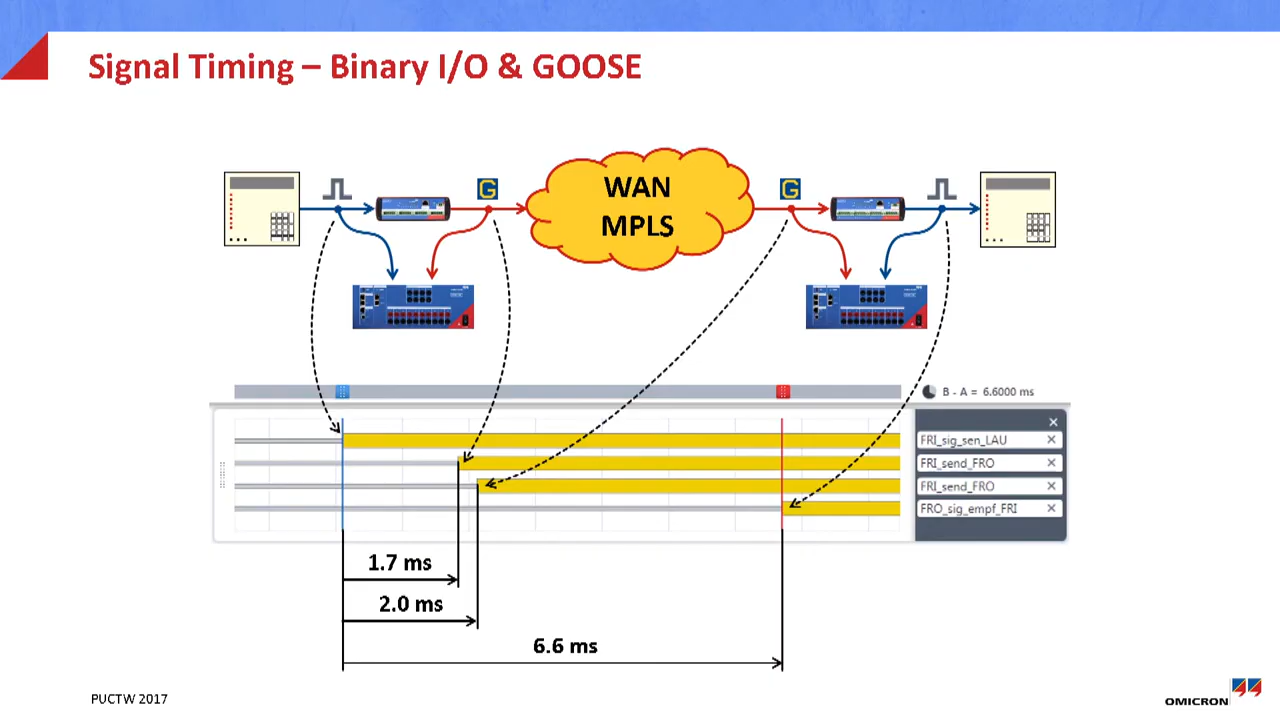 Signal Timing – Binary I/O & GOOSE
G
WAN
MPLS
G
B - A = 6.6000 ms
FRI_sig_sen_LAU
FRI_send_FRO
FRI_send_FRO
FRO_sig_empf_FRI
1.7 ms
2.0 ms
6.6 ms
PUCTW 2017
OMICRON